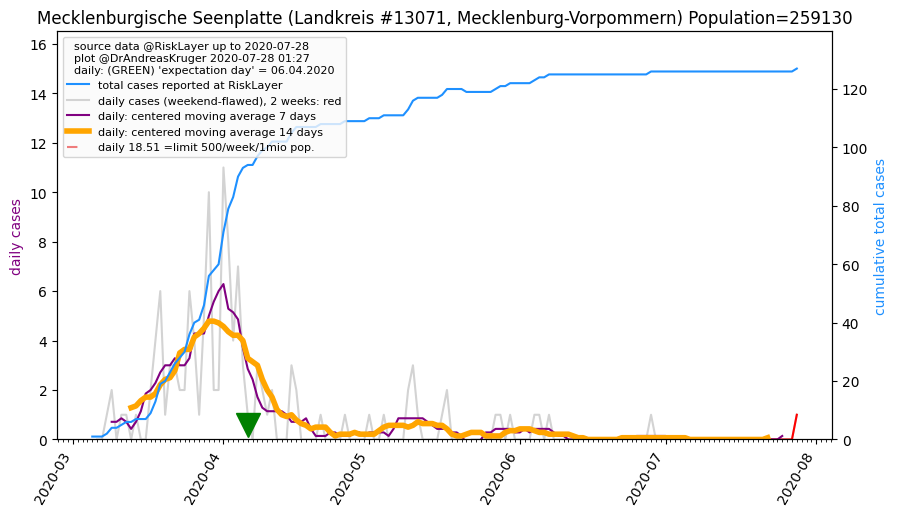 Mecklenburgische Seenplatte (Landkreis #13071, Mecklenburg-Vorpommern) Population=259130
source data @RiskLayer up to 2020-07-28
plot @DrAndreasKruger 2020-07-28 01:27
daily: (GREEN) 'expectation day' = 06.04.2020
total cases reported at RiskLayer
daily cases (weekend-flawed), 2 weeks: red
daily: centered moving average 7 days
daily: centered moving average 14 days
daily 18.51 =limit 500/week/1mio pop.
daily cases
16
14
12
10
8
6
4
2
0
120
100
80
60
40
20
0
cumulative total cases
2020-03
2020-04
2020-05
2020-06
2020-07
2020-08